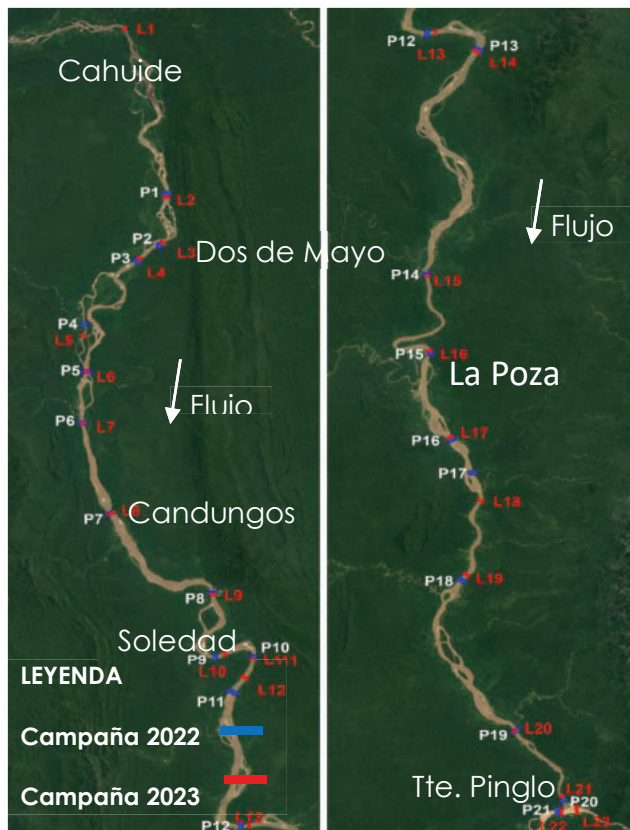 L1
Cahuide
P1
L2
P2
L3
Dos de Mayo
P3
L4
P4
L5
P5
L6
Flujo
P6
L7
L8
P7
Candungos
P8
L9
Soledad
P9
L10
P10
L111
LEYENDA
L12
P11
Campaña 2022
Campaña 2023
P12
L13
P12
L13
P13
L14
Flujo
P14
L15
P15
L16
La Poza
P16
L17
P17
L18
P18
L19
P19
L20
Tte. Pinglo
L21
P20
P21
L22
L23